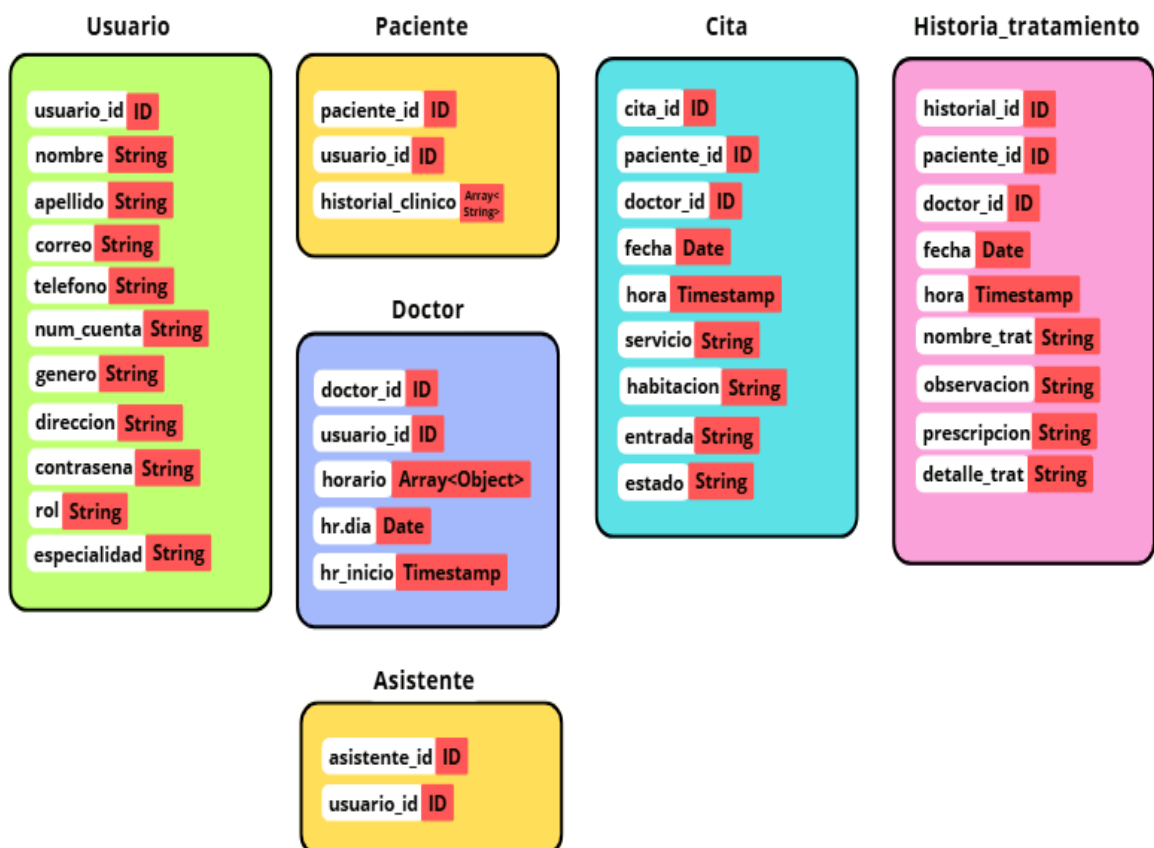 Usuario
usuario_id ID
nombre String
apellido String
correo String
telefono String
num_cuenta String
genero String
direccion String
contrasena String
rol String
especialidad String
Paciente
paciente_id ID
usuario_id ID
historial_clinico Array<
String>
Doctor
doctor_id ID
usuario_id ID
horario Array<Object>
hr.dia Date
hr_inicio Timestamp
Asistente
asistente_id ID
usuario_id ID
Cita
cita_id ID
paciente_id ID
doctor_id ID
fecha Date
hora Timestamp
servicio String
habitacion String
entrada String
estado String
Historia_tratamiento
historial_id ID
paciente_id ID
doctor_id ID
fecha Date
hora Timestamp
nombre_trat String
observacion String
prescripcion String
detalle_trat String